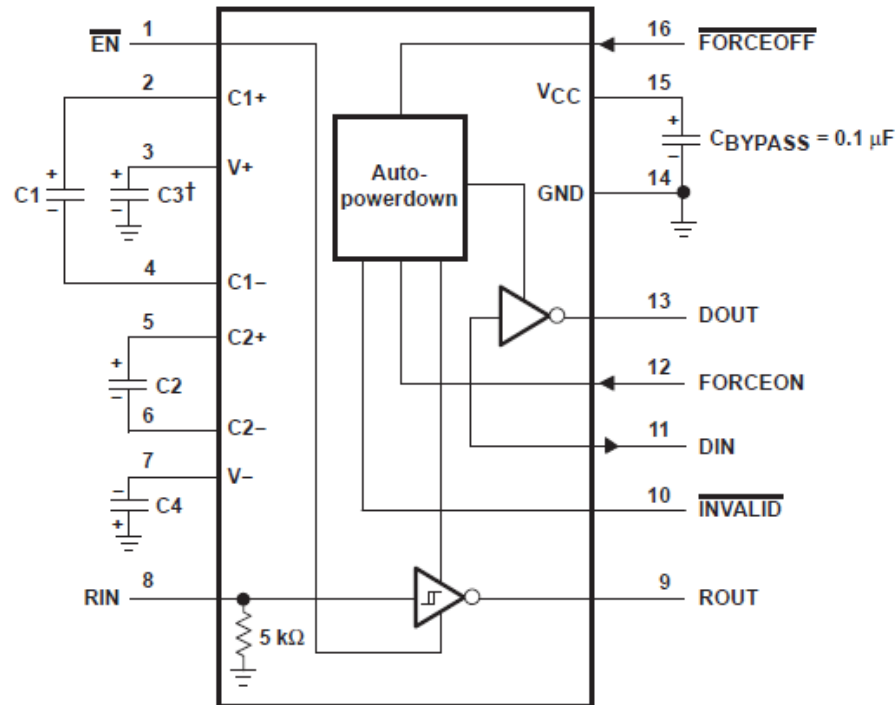 EN 1
16 FORCEOFF
2 C1+
VCC 15
+
CBYPASS = 0.1 μF
−
3 V+
+
C1
+
C3†
−
−
Auto-
powerdown
14
GND
4 C1−
13 DOUT
5 C2+
+
C2
−
12 FORCEON
6 C2−
11 DIN
7 V−
−
C4
+
10 INVALID
RIN 8
9 ROUT
5 kΩ